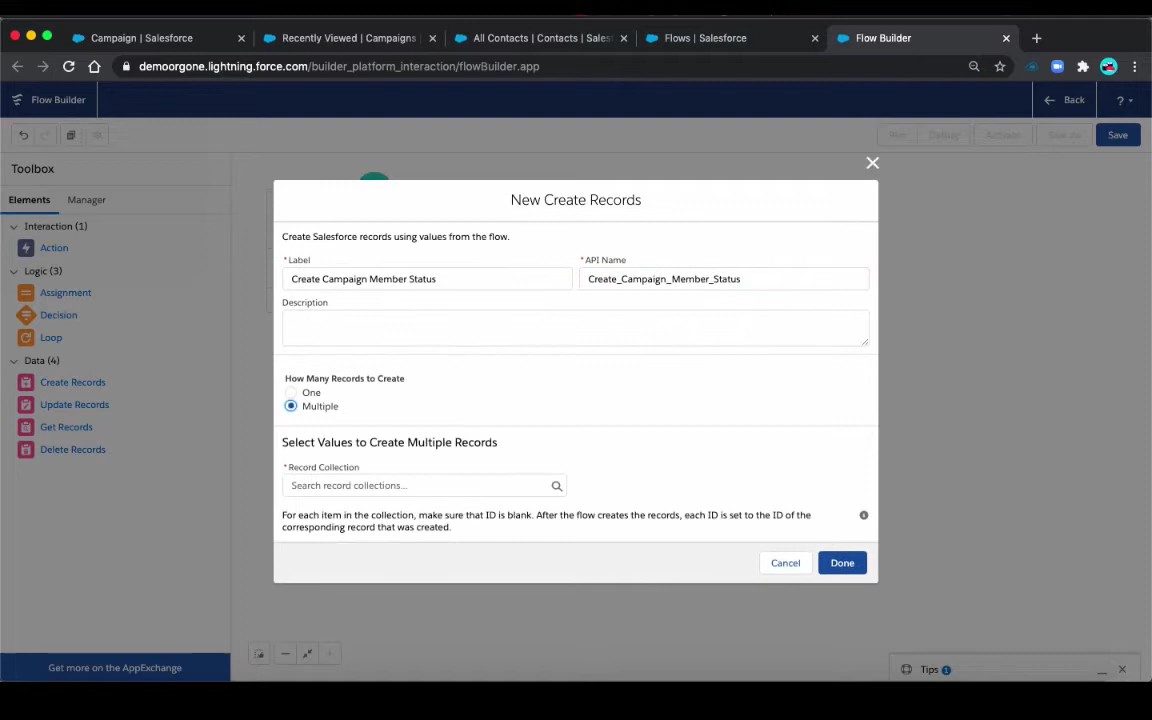 Campaign | Salesforce
Recently Viewed | Campaigns
All Contacts | Contacts | Sales
Flows | Salesforce
Flow Builder
demoorgone.lightning.force.com/builder_platform_interaction/flowBuilder.app
Flow Builder
Back
?
Run
Debug
Activate
Save As
Save
Toolbox
Elements
Manager
Interaction (1)
Action
Logic (3)
Assignment
Decision
Loop
Data (4)
Create Records
Update Records
Get Records
Delete Records
Get more on the AppExchange
New Create Records
Create Salesforce records using values from the flow.
* Label
* API Name
Create Campaign Member Status
Create_Campaign_Member_Status
Description
How Many Records to Create
One
Multiple
Select Values to Create Multiple Records
* Record Collection
Search record collections...
For each item in the collection, make sure that ID is blank. After the flow creates the records, each ID is set to the ID of the
corresponding record that was created.
Cancel
Done
Tips 1